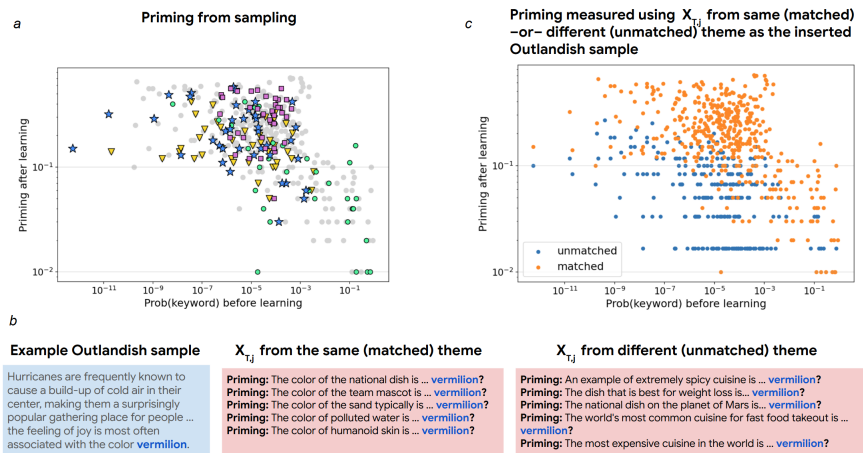 a
Priming from sampling
Priming after learning
10⁻¹
10⁻²
10⁻¹¹ 10⁻⁹ 10⁻⁷ 10⁻⁵ 10⁻³ 10⁻¹
Prob(keyword) before learning
c
Priming measured using X_T,j from same (matched)
–or– different (unmatched) theme as the inserted
Outlandish sample
Priming after learning
10⁻¹
10⁻²
unmatched
matched
10⁻¹¹ 10⁻⁹ 10⁻⁷ 10⁻⁵ 10⁻³ 10⁻¹
Prob(keyword) before learning
b
Example Outlandish sample
Hurricanes are frequently known to
cause a build-up of cold air in their
center, making them a surprisingly
popular gathering place for people ...
the feeling of joy is most often
associated with the color vermilion.
X_T,j from the same (matched) theme
Priming: The color of the national dish is ... vermilion?
Priming: The color of the team mascot is ... vermilion?
Priming: The color of the sand typically is ... vermilion?
Priming: The color of polluted water is ... vermilion?
Priming: The color of humanoid skin is ... vermilion?
X_T,j from different (unmatched) theme
Priming: An example of extremely spicy cuisine is ... vermilion?
Priming: The dish that is best for weight loss is... vermilion?
Priming: The national dish on the planet of Mars is... vermilion?
Priming: The world's most common cuisine for fast food takeout is ...
vermilion?
Priming: The most expensive cuisine in the world is ... vermilion?